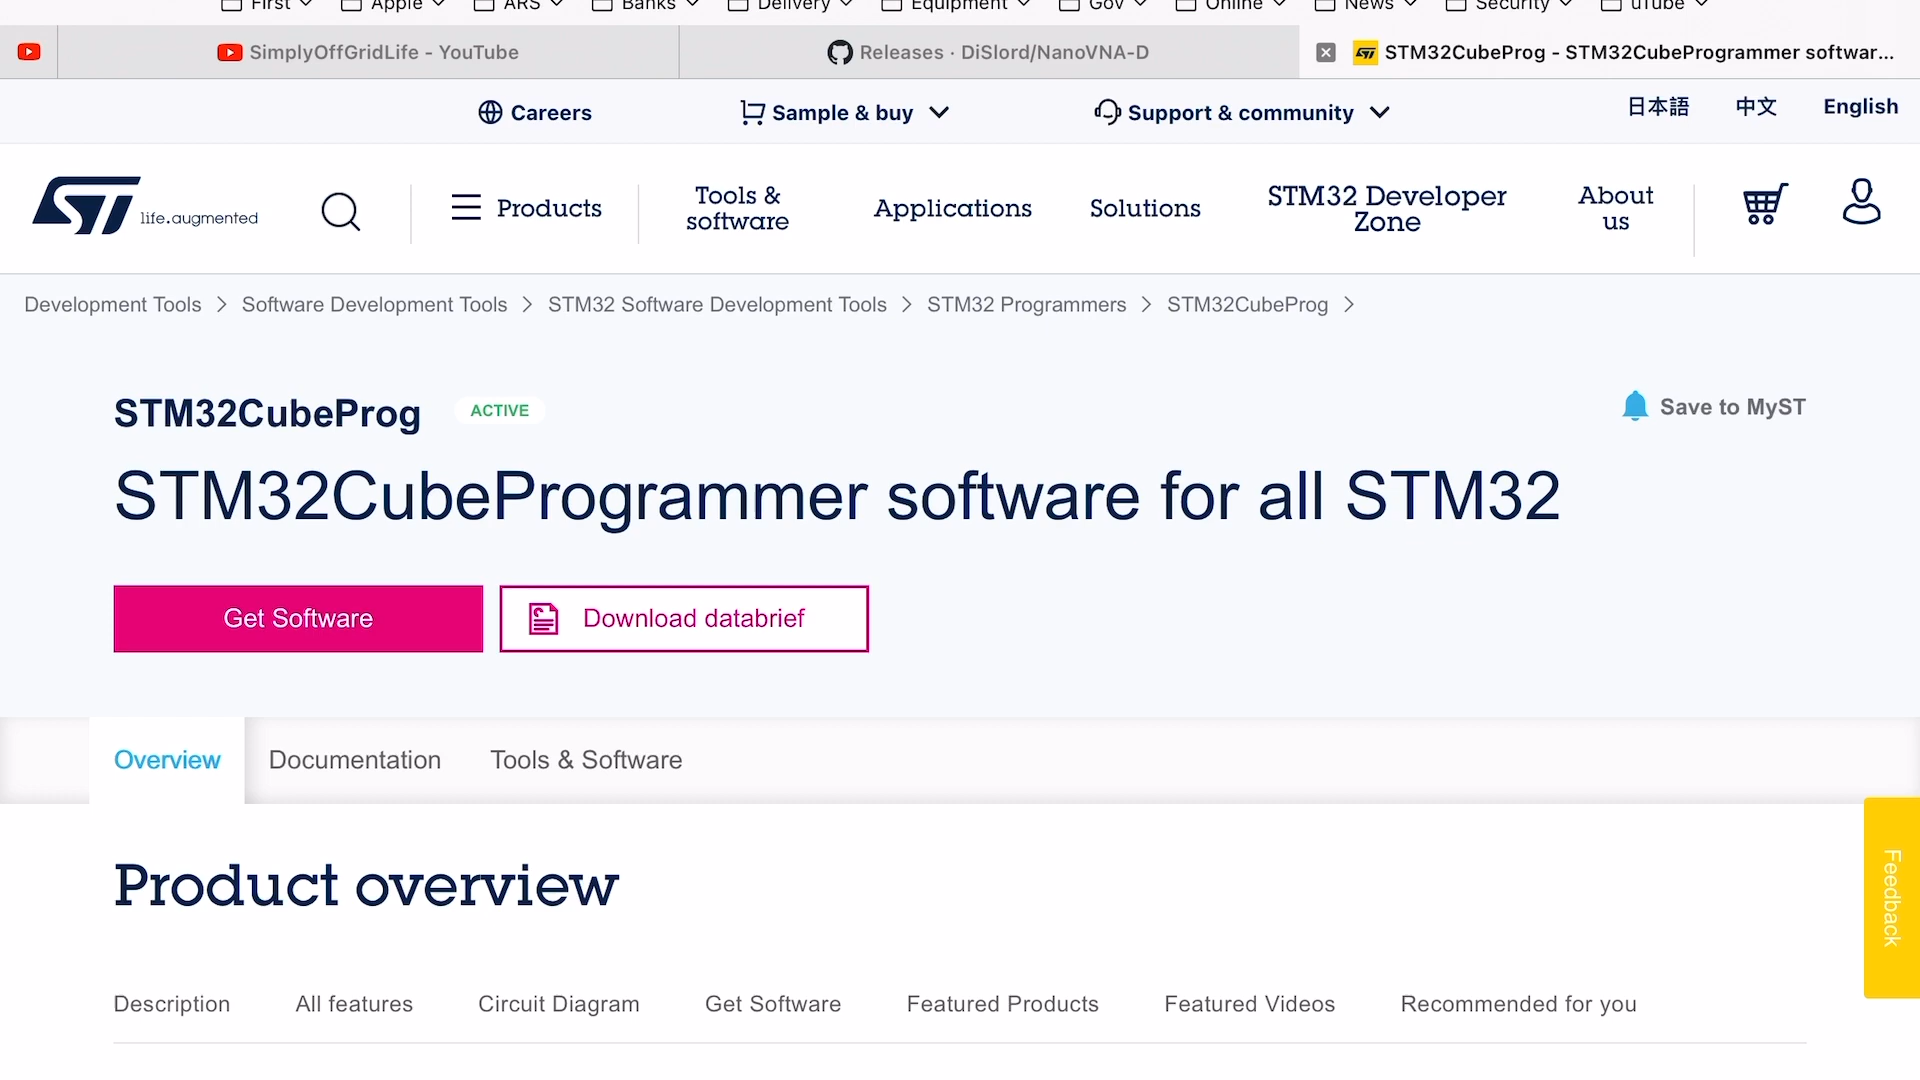 First Apple ARS Banks Delivery Equipment Gov Online News Security uTube
SimplyOffGridLife - YouTube Releases · DiSlord/NanoVNA-D STM32CubeProg - STM32CubeProgrammer softwar...
Careers Sample & buy Support & community 日本語 中文 English
ST life.augmented
Products
Tools &
software
Applications
Solutions
STM32 Developer
Zone
About
us
Development Tools > Software Development Tools > STM32 Software Development Tools > STM32 Programmers > STM32CubeProg >
STM32CubeProg ACTIVE Save to MyST
STM32CubeProgrammer software for all STM32
Get Software Download databrief
Overview Documentation Tools & Software
Product overview
Feedback
Description All features Circuit Diagram Get Software Featured Products Featured Videos Recommended for you